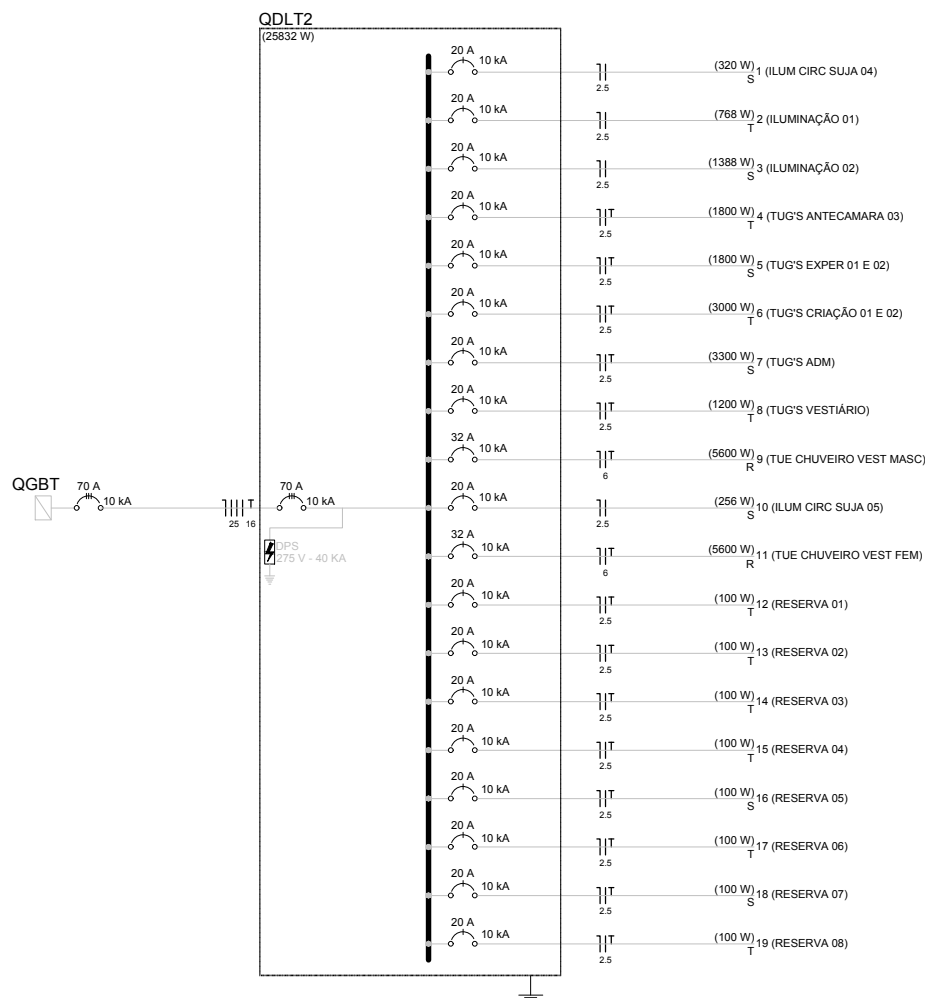 QDLT2
(25832 W)
20 A
10 kA
2.5
(320 W)
S
1 (ILUM CIRC SUJA 04)
20 A
10 kA
2.5
(768 W)
T
2 (ILUMINAÇÃO 01)
20 A
10 kA
2.5
(1388 W)
S
3 (ILUMINAÇÃO 02)
20 A
10 kA
T
2.5
(1800 W)
T
4 (TUG'S ANTECAMARA 03)
20 A
10 kA
T
2.5
(1800 W)
S
5 (TUG'S EXPER 01 E 02)
20 A
10 kA
T
2.5
(3000 W)
T
6 (TUG'S CRIAÇÃO 01 E 02)
20 A
10 kA
T
2.5
(3300 W)
S
7 (TUG'S ADM)
20 A
10 kA
T
2.5
(1200 W)
T
8 (TUG'S VESTIÁRIO)
32 A
10 kA
T
6
(5600 W)
R
9 (TUE CHUVEIRO VEST MASC)
QGBT
70 A
10 kA
T
25 16
70 A
10 kA
20 A
10 kA
2.5
(256 W)
S
10 (ILUM CIRC SUJA 05)
DPS
275 V - 40 KA
32 A
10 kA
T
6
(5600 W)
R
11 (TUE CHUVEIRO VEST FEM)
20 A
10 kA
T
2.5
(100 W)
T
12 (RESERVA 01)
20 A
10 kA
T
2.5
(100 W)
T
13 (RESERVA 02)
20 A
10 kA
T
2.5
(100 W)
T
14 (RESERVA 03)
20 A
10 kA
T
2.5
(100 W)
T
15 (RESERVA 04)
20 A
10 kA
T
2.5
(100 W)
S
16 (RESERVA 05)
20 A
10 kA
T
2.5
(100 W)
T
17 (RESERVA 06)
20 A
10 kA
T
2.5
(100 W)
S
18 (RESERVA 07)
20 A
10 kA
T
2.5
(100 W)
T
19 (RESERVA 08)